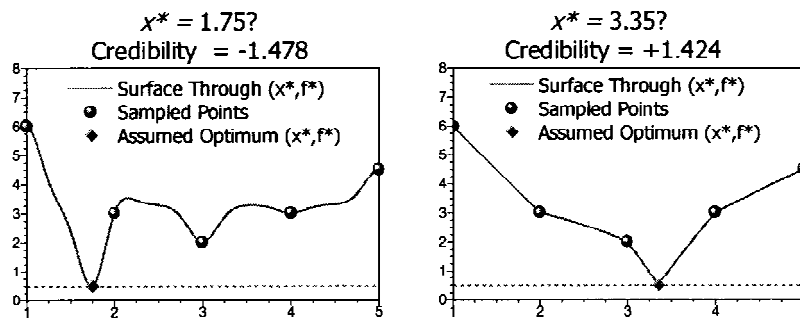 x* = 1.75?
Credibility = -1.478
8
7
6
5
4
3
2
1
0
1
2
3
4
5
Surface Through (x*,f*)
Sampled Points
Assumed Optimum (x*,f*)
x* = 3.35?
Credibility = +1.424
8
7
6
5
4
3
2
1
0
1
2
3
4
5
Surface Through (x*,f*)
Sampled Points
Assumed Optimum (x*,f*)